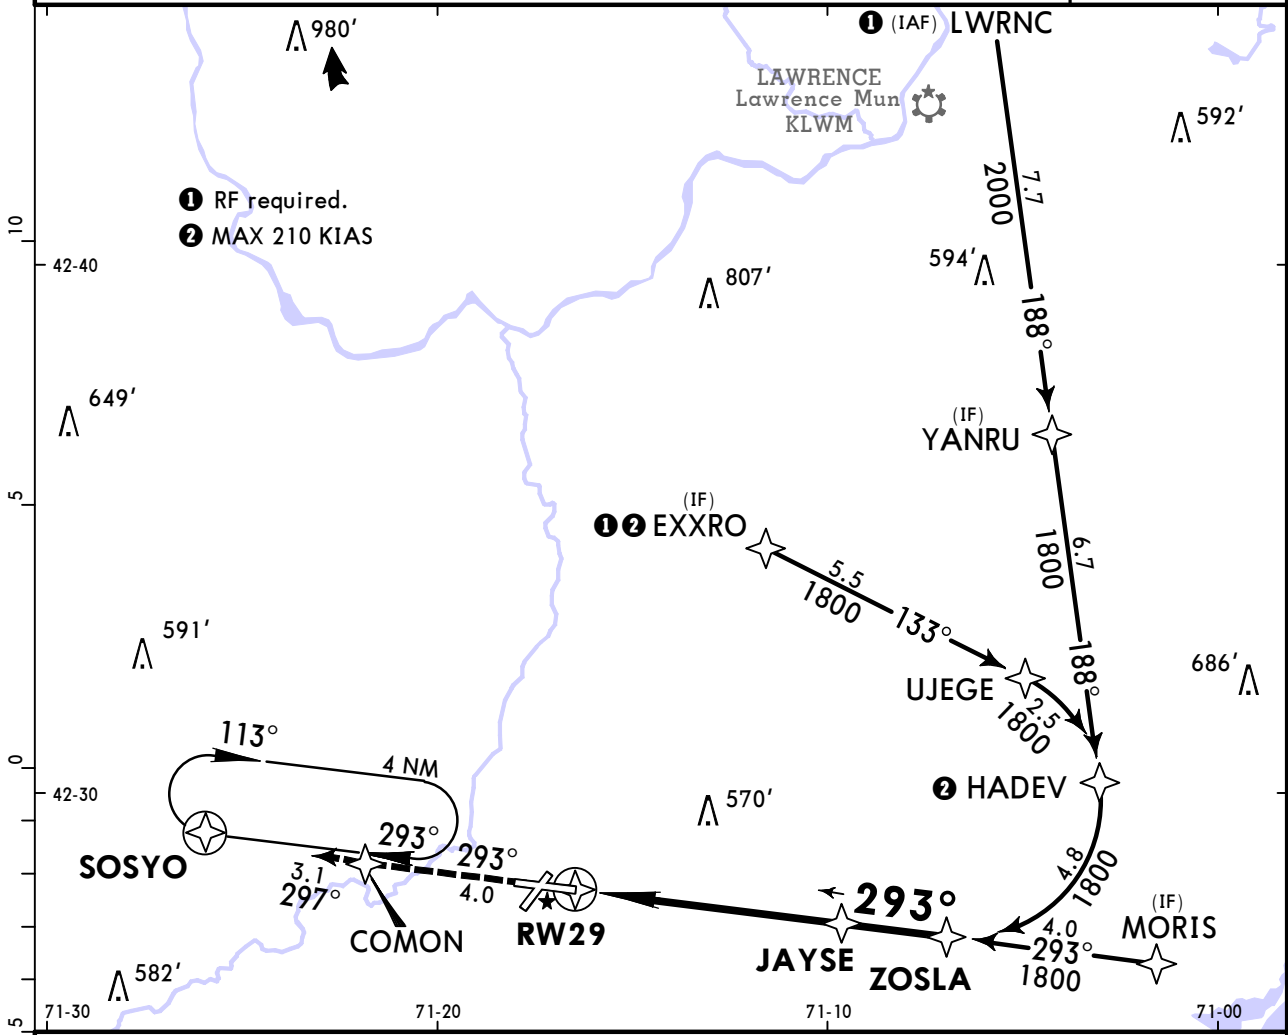 980'
❶ (IAF) LWRNC
LAWRENCE
Lawrence Mun
KLWM
592'
❶ RF required.
❷ MAX 210 KIAS
7.7
2000
10
42-40
594'
807'
188°
649'
(IF)
YANRU
5
(IF)
❶❷ EXXRO
6.7
1800
5.5
1800
133°
591'
188°
686'
UJEGE
2.5
1800
113°
4 NM
0
42-30
❷ HADEV
570'
293°
293°
SOSYO
3.1
297°
4.0
4.8
1800
293°
COMON
RW29
JAYSE
ZOSLA
4.0
293°
1800
(IF)
MORIS
582'
5
71-30
71-20
71-10
71-00